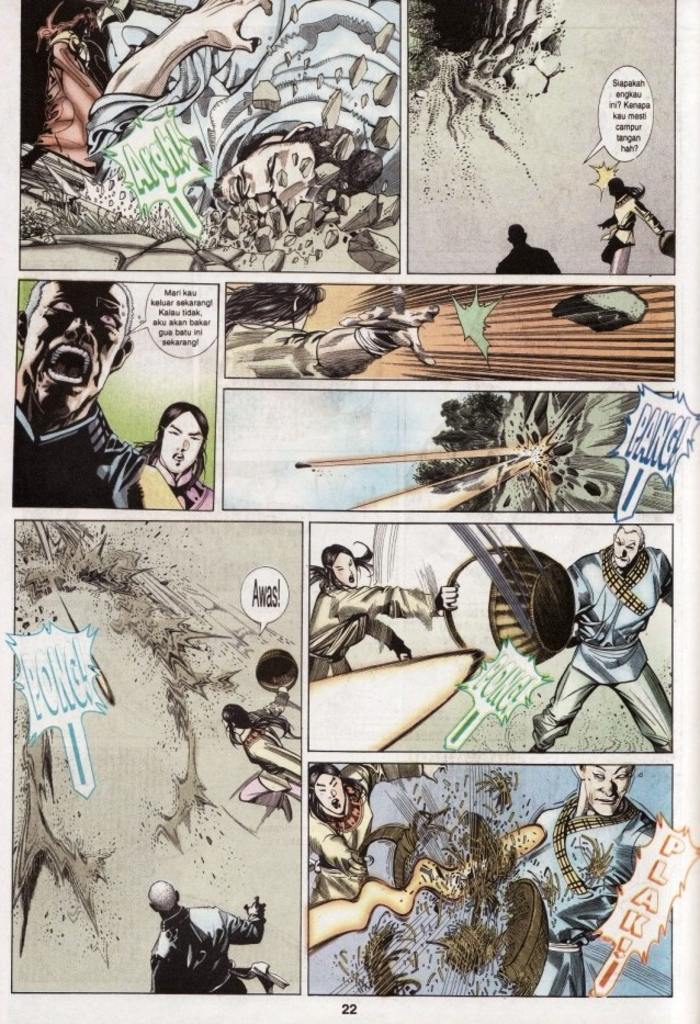 Argh!
Siapakah
engkau
ini? Kenapa
kau mesti
campur
tangan
hah?
Mari kau
keluar sekarang!
Kalau tidak,
aku akan bakar
gua batu ini
sekarang!
PANG!
PONG!
Awas!
PONG!
PLAK!
22